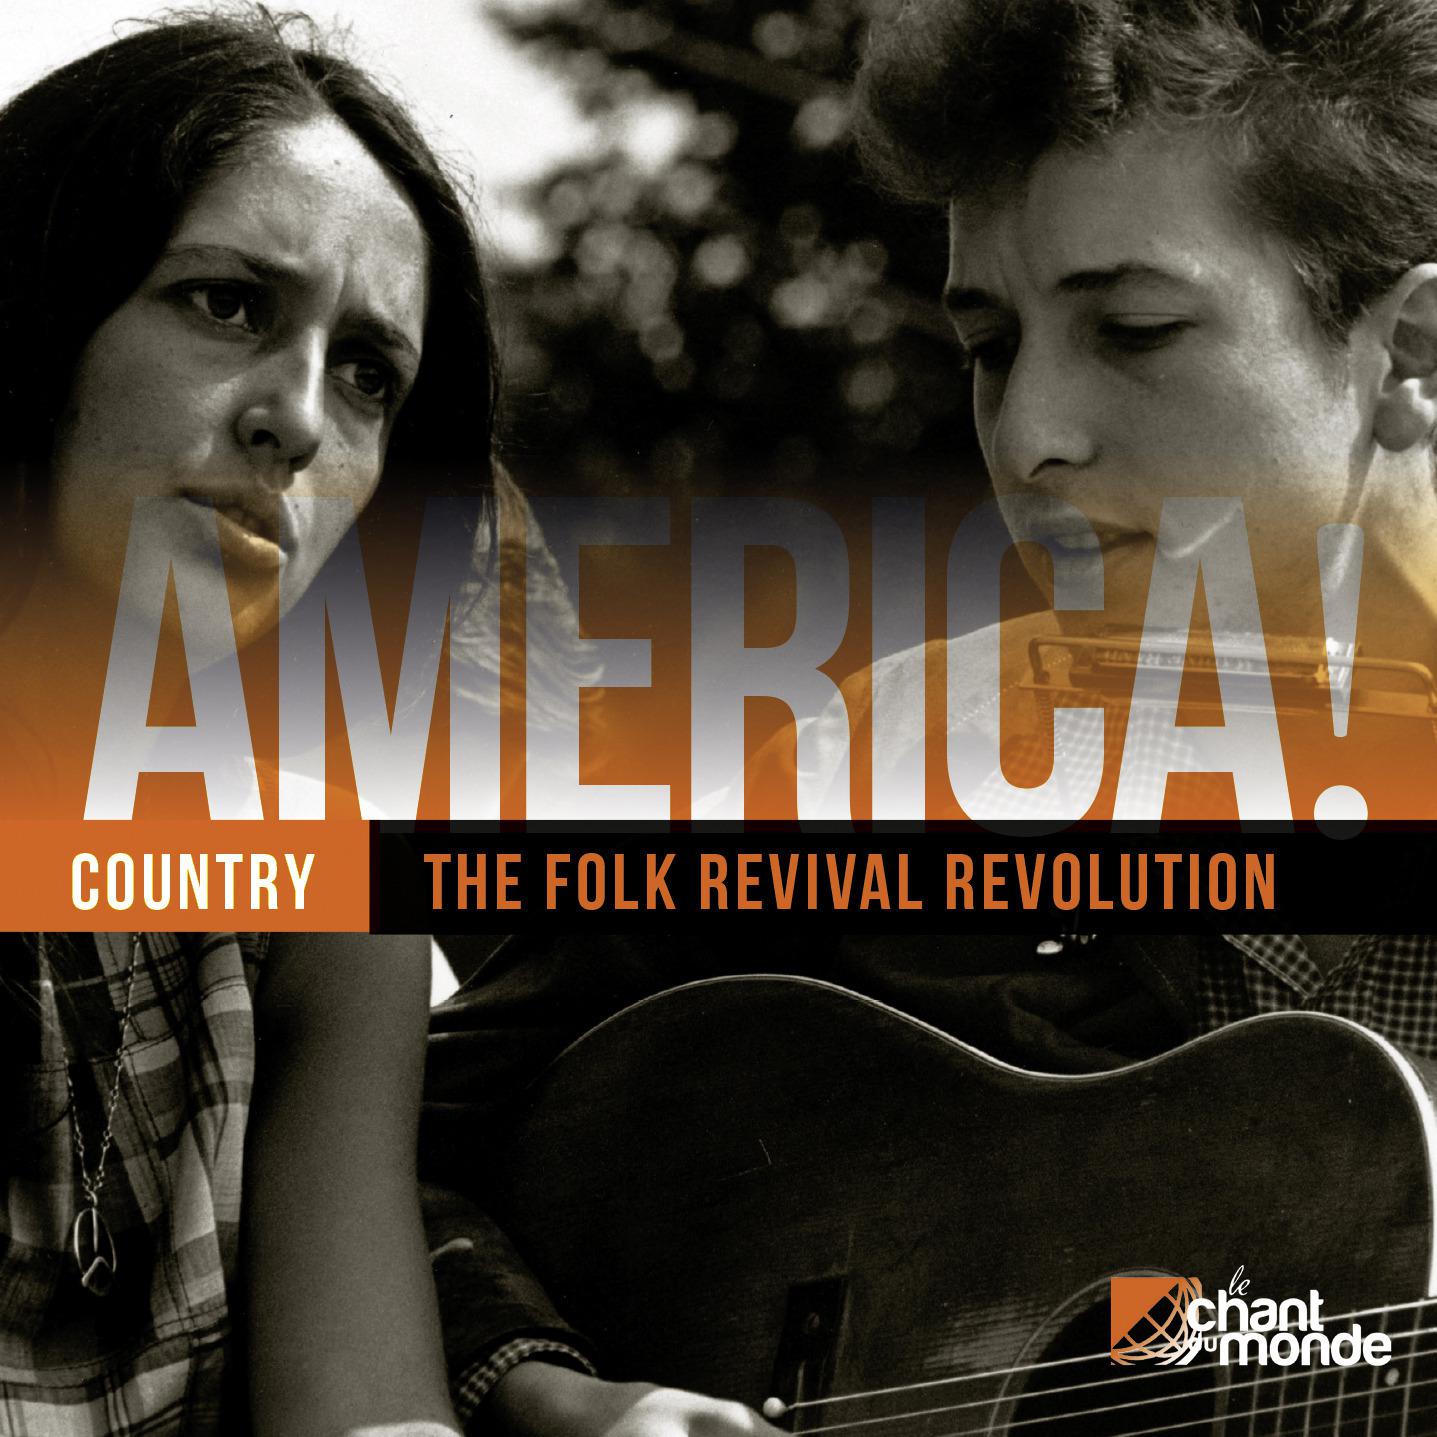 AMERICA!
COUNTRY THE FOLK REVIVAL REVOLUTION
le
chant
du monde